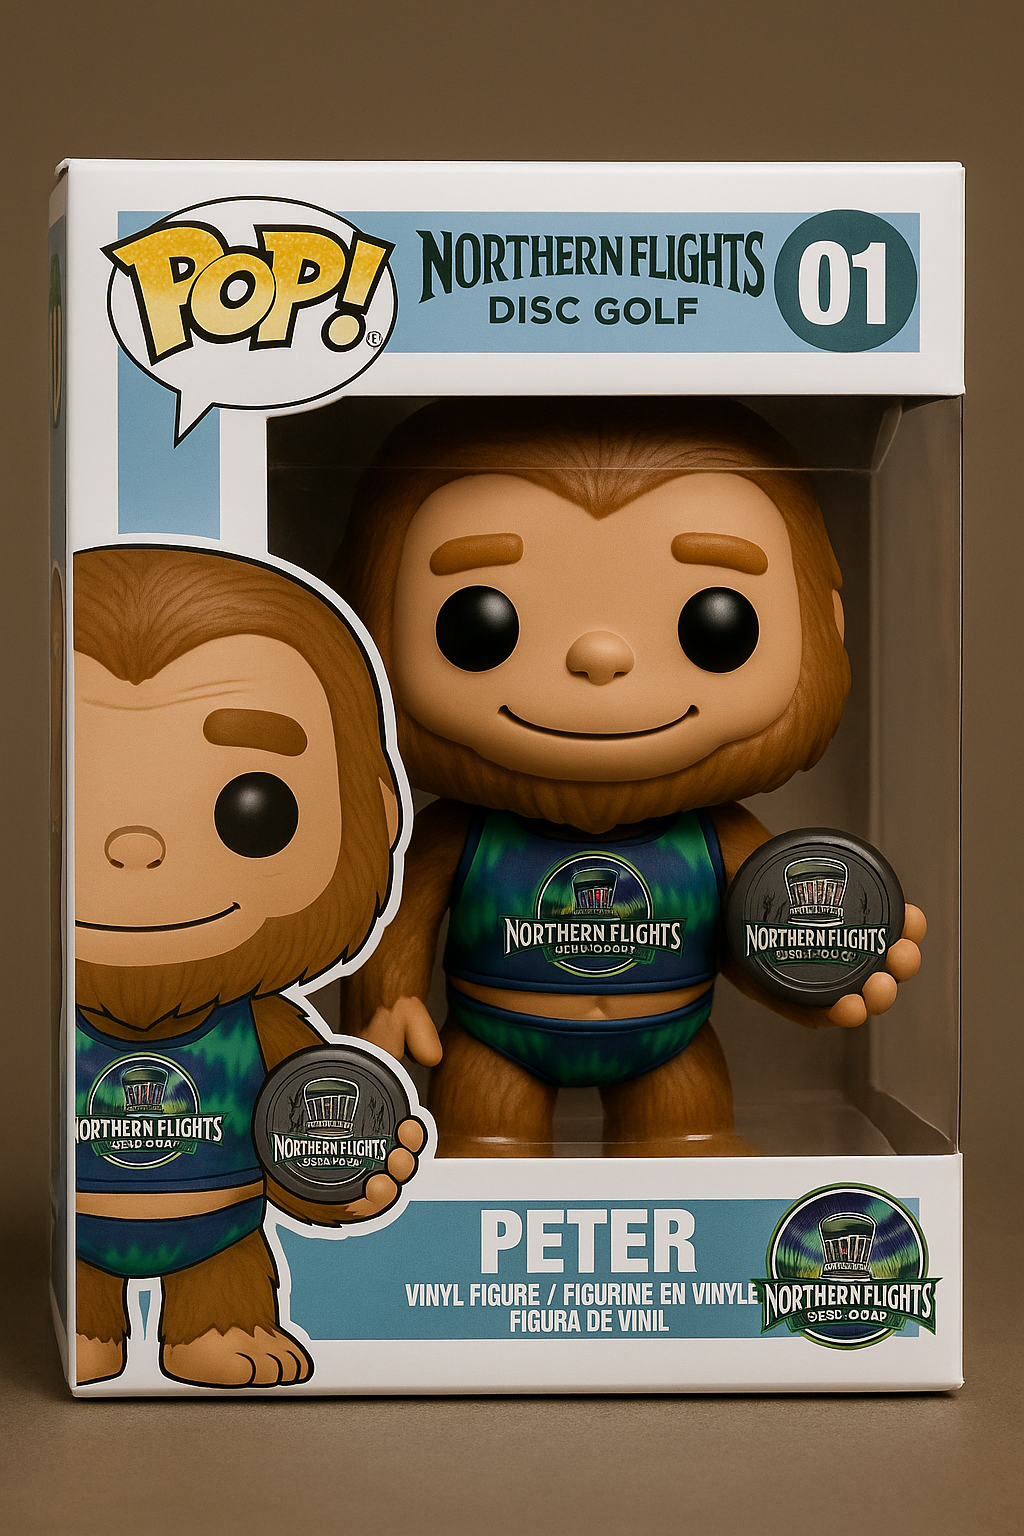 POP!
NORTHERN FLIGHTS
DISC GOLF
01
NORTHERN FLIGHTS
NORTHERN FLIGHTS
ORTHERN FLIGHTS
NORTHERN FLIGHTS
PETER
VINYL FIGURE / FIGURINE EN VINYLE
FIGURA DE VINIL
NORTHERN FLIGHTS